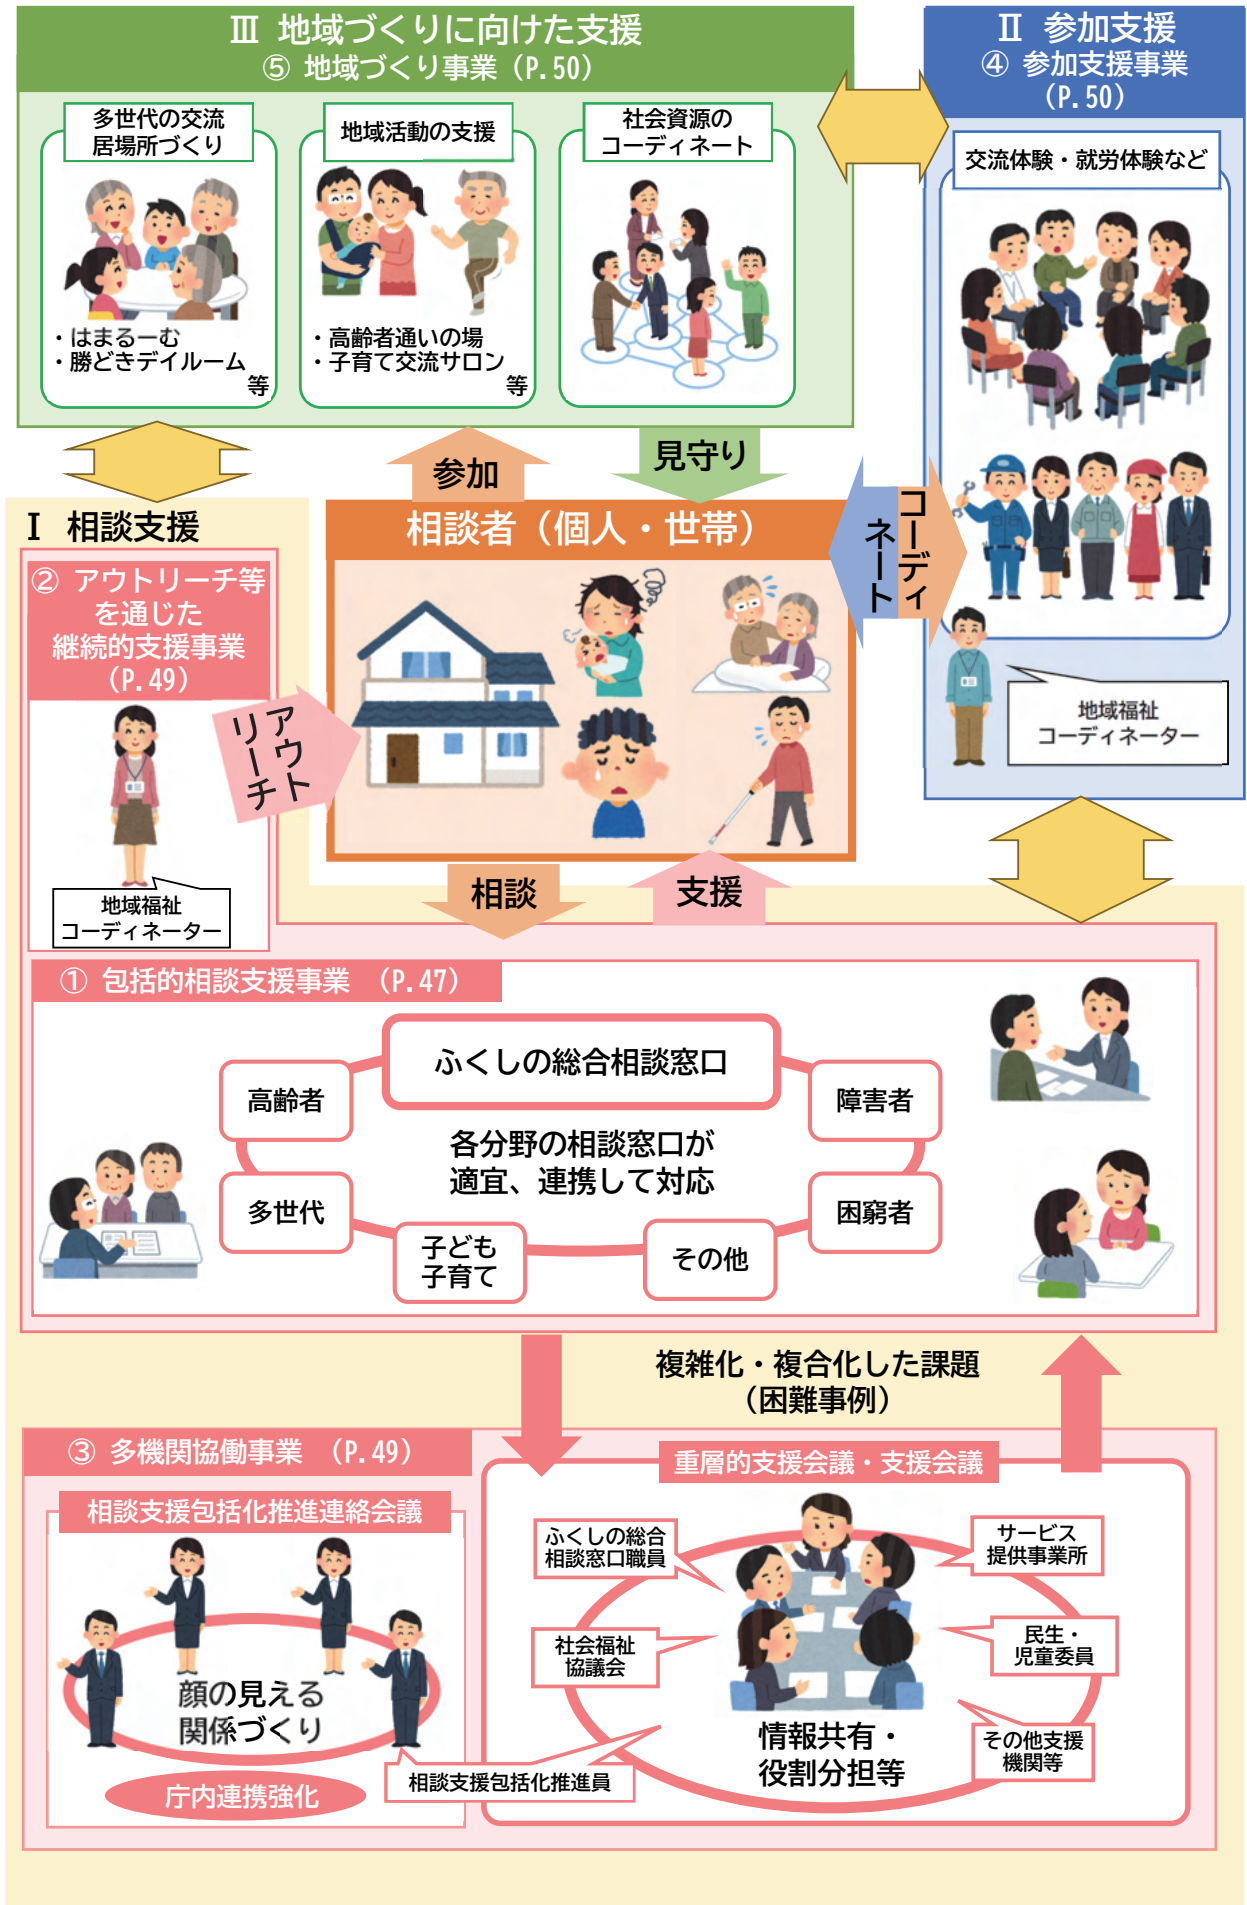 Ⅲ 地域づくりに向けた支援
⑤ 地域づくり事業（P.50）
多世代の交流
居場所づくり
・はまるーむ
・勝どきデイルーム
等
地域活動の支援
・高齢者通いの場
・子育て交流サロン
等
社会資源の
コーディネート
Ⅱ 参加支援
④ 参加支援事業
（P.50）
交流体験・就労体験など
地域福祉
コーディネーター
参加
見守り
コーディ
ネート
Ⅰ 相談支援
② アウトリーチ等
を通じた
継続的支援事業
（P.49）
地域福祉
コーディネーター
アウト
リーチ
相談者（個人・世帯）
相談
支援
① 包括的相談支援事業 （P.47）
ふくしの総合相談窓口
高齢者
障害者
各分野の相談窓口が
適宜、連携して対応
多世代
困窮者
子ども
子育て
その他
複雑化・複合化した課題
（困難事例）
③ 多機関協働事業 （P.49）
相談支援包括化推進連絡会議
顔の見える
関係づくり
庁内連携強化
相談支援包括化推進員
重層的支援会議・支援会議
ふくしの総合
相談窓口職員
サービス
提供事業所
社会福祉
協議会
民生・
児童委員
その他支援
機関等
情報共有・
役割分担等